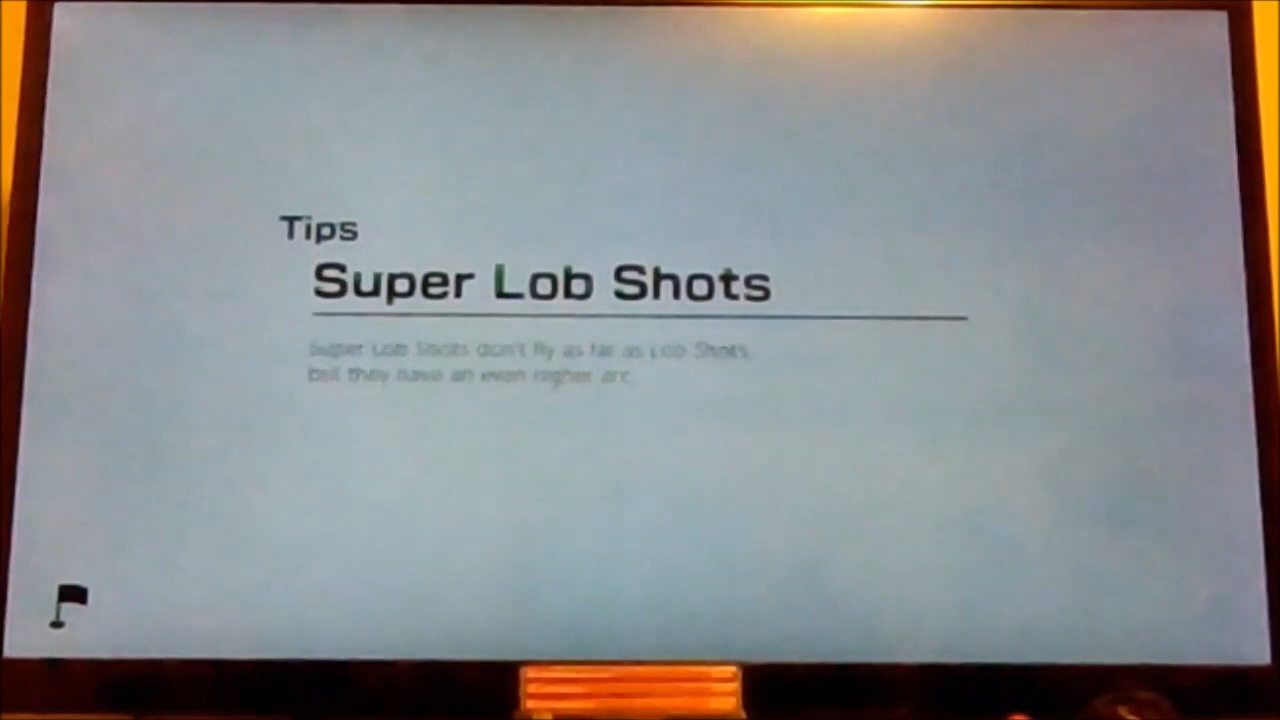 Tips
Super Lob Shots
Super Lob Shots don't fly as far as Lob Shots,
but they have an even higher arc.